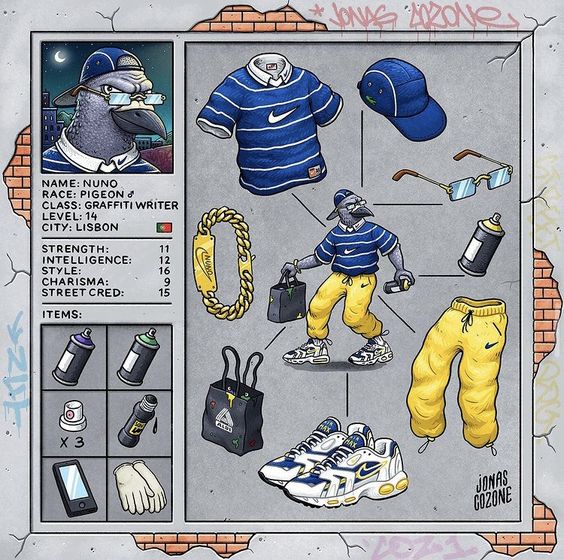 JONAS GOZONE
NAME: NUNO
RACE: PIGEON ♂
CLASS: GRAFFITI WRITER
LEVEL: 14
CITY: LISBON
STRENGTH: 11
INTELLIGENCE: 12
STYLE: 16
CHARISMA: 9
STREET CRED: 15
ITEMS:
X 3
NUNO
JONAS
GOZONE